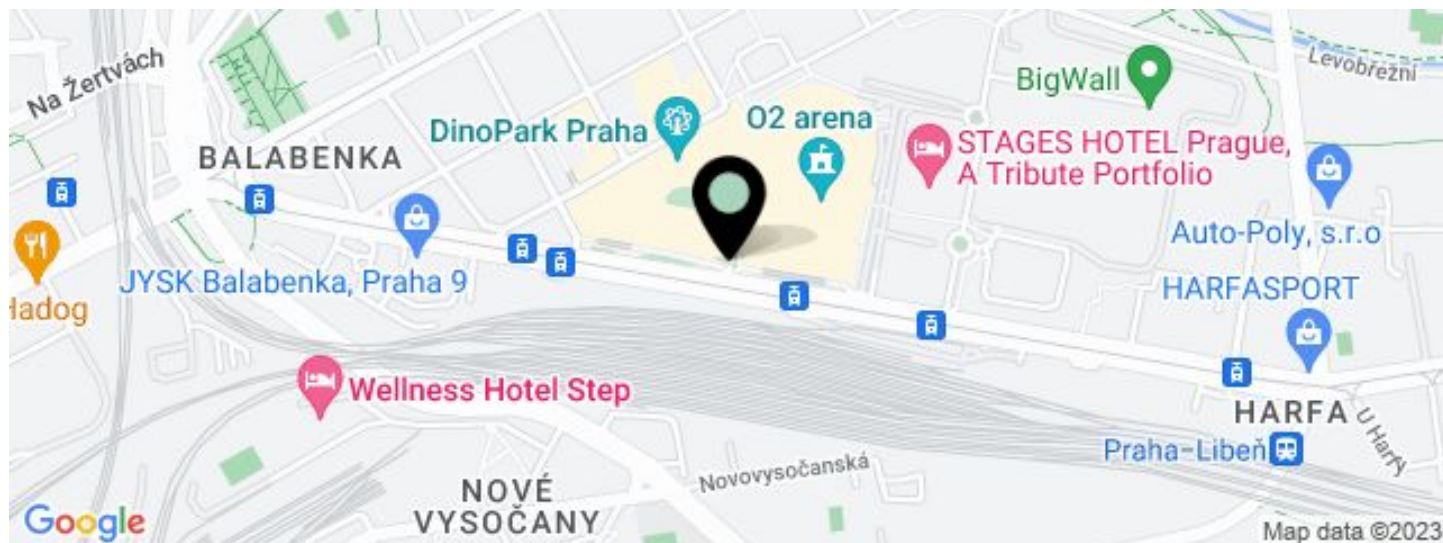 Na Žertvách
BALABENKA
DinoPark Praha
O2 arena
BigWall
Levobřežní
STAGES HOTEL Prague,
A Tribute Portfolio
Auto-Poly, s.r.o
HARFASPORT
JYSK Balabenka, Praha 9
Hadog
Wellness Hotel Step
HARFA
U Harfy
Praha-Libeň
Novovysočanská
NOVÉ
VYSOČANY
Google
Map data ©2023